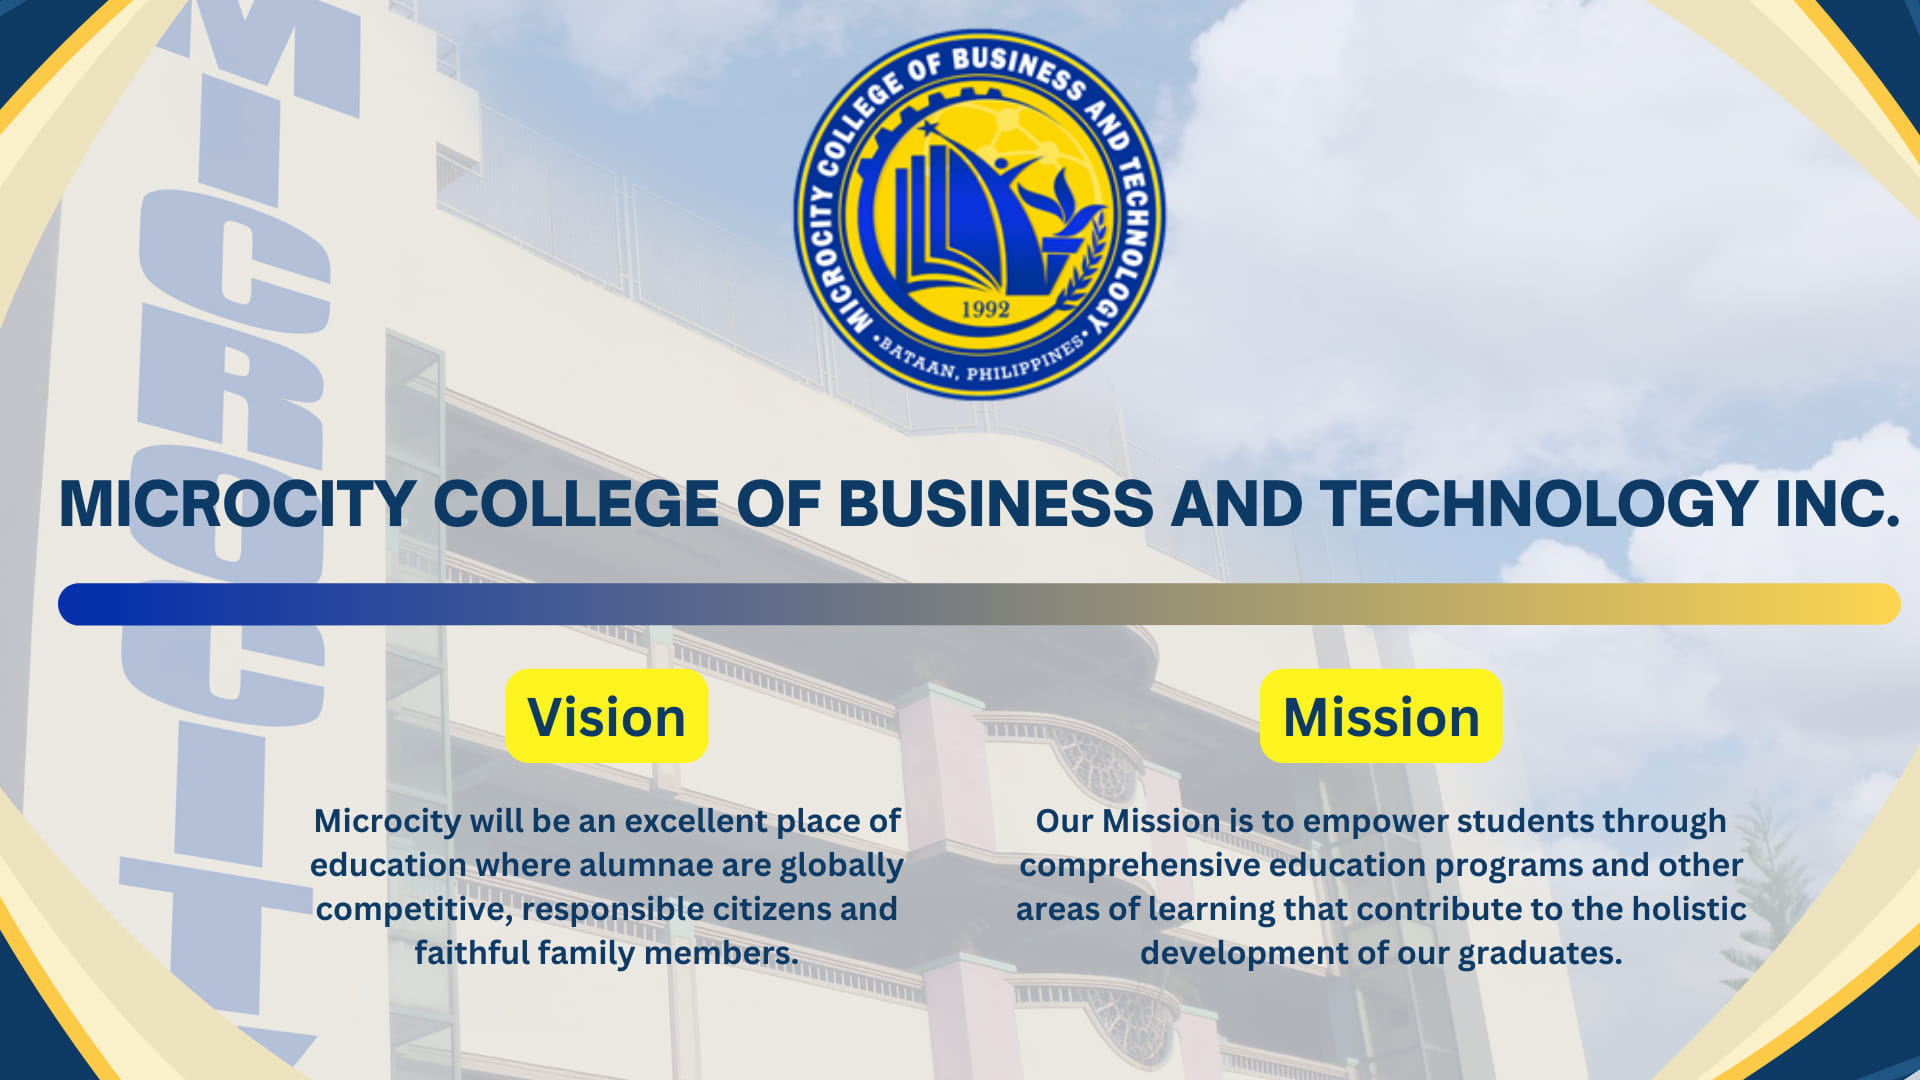 MICROCITY
MICROCITY COLLEGE OF BUSINESS AND TECHNOLOGY
1992
•BATAAN, PHILIPPINES•
MICROCITY COLLEGE OF BUSINESS AND TECHNOLOGY INC.
Vision
Microcity will be an excellent place of
education where alumnae are globally
competitive, responsible citizens and
faithful family members.
Mission
Our Mission is to empower students through
comprehensive education programs and other
areas of learning that contribute to the holistic
development of our graduates.